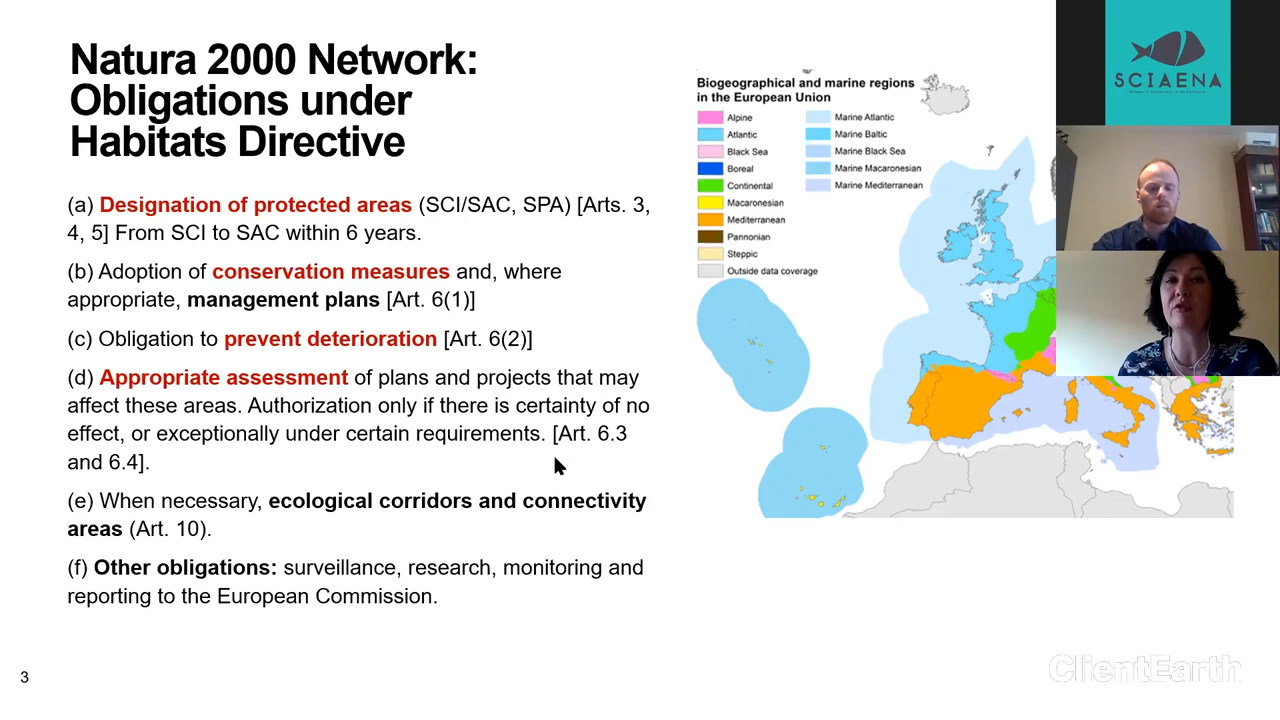 Natura 2000 Network:
Obligations under
Habitats Directive
(a) Designation of protected areas (SCI/SAC, SPA) [Arts. 3,
4, 5] From SCI to SAC within 6 years.
(b) Adoption of conservation measures and, where
appropriate, management plans [Art. 6(1)]
(c) Obligation to prevent deterioration [Art. 6(2)]
(d) Appropriate assessment of plans and projects that may
affect these areas. Authorization only if there is certainty of no
effect, or exceptionally under certain requirements. [Art. 6.3
and 6.4].
(e) When necessary, ecological corridors and connectivity
areas (Art. 10).
(f) Other obligations: surveillance, research, monitoring and
reporting to the European Commission.
3
Biogeographical and marine regions
in the European Union
Alpine
Atlantic
Black Sea
Boreal
Continental
Macaronesian
Mediterranean
Pannonian
Steppic
Outside data coverage
Marine Atlantic
Marine Baltic
Marine Black Sea
Marine Macaronesian
Marine Mediterranean
SCIAENA
ClientEarth